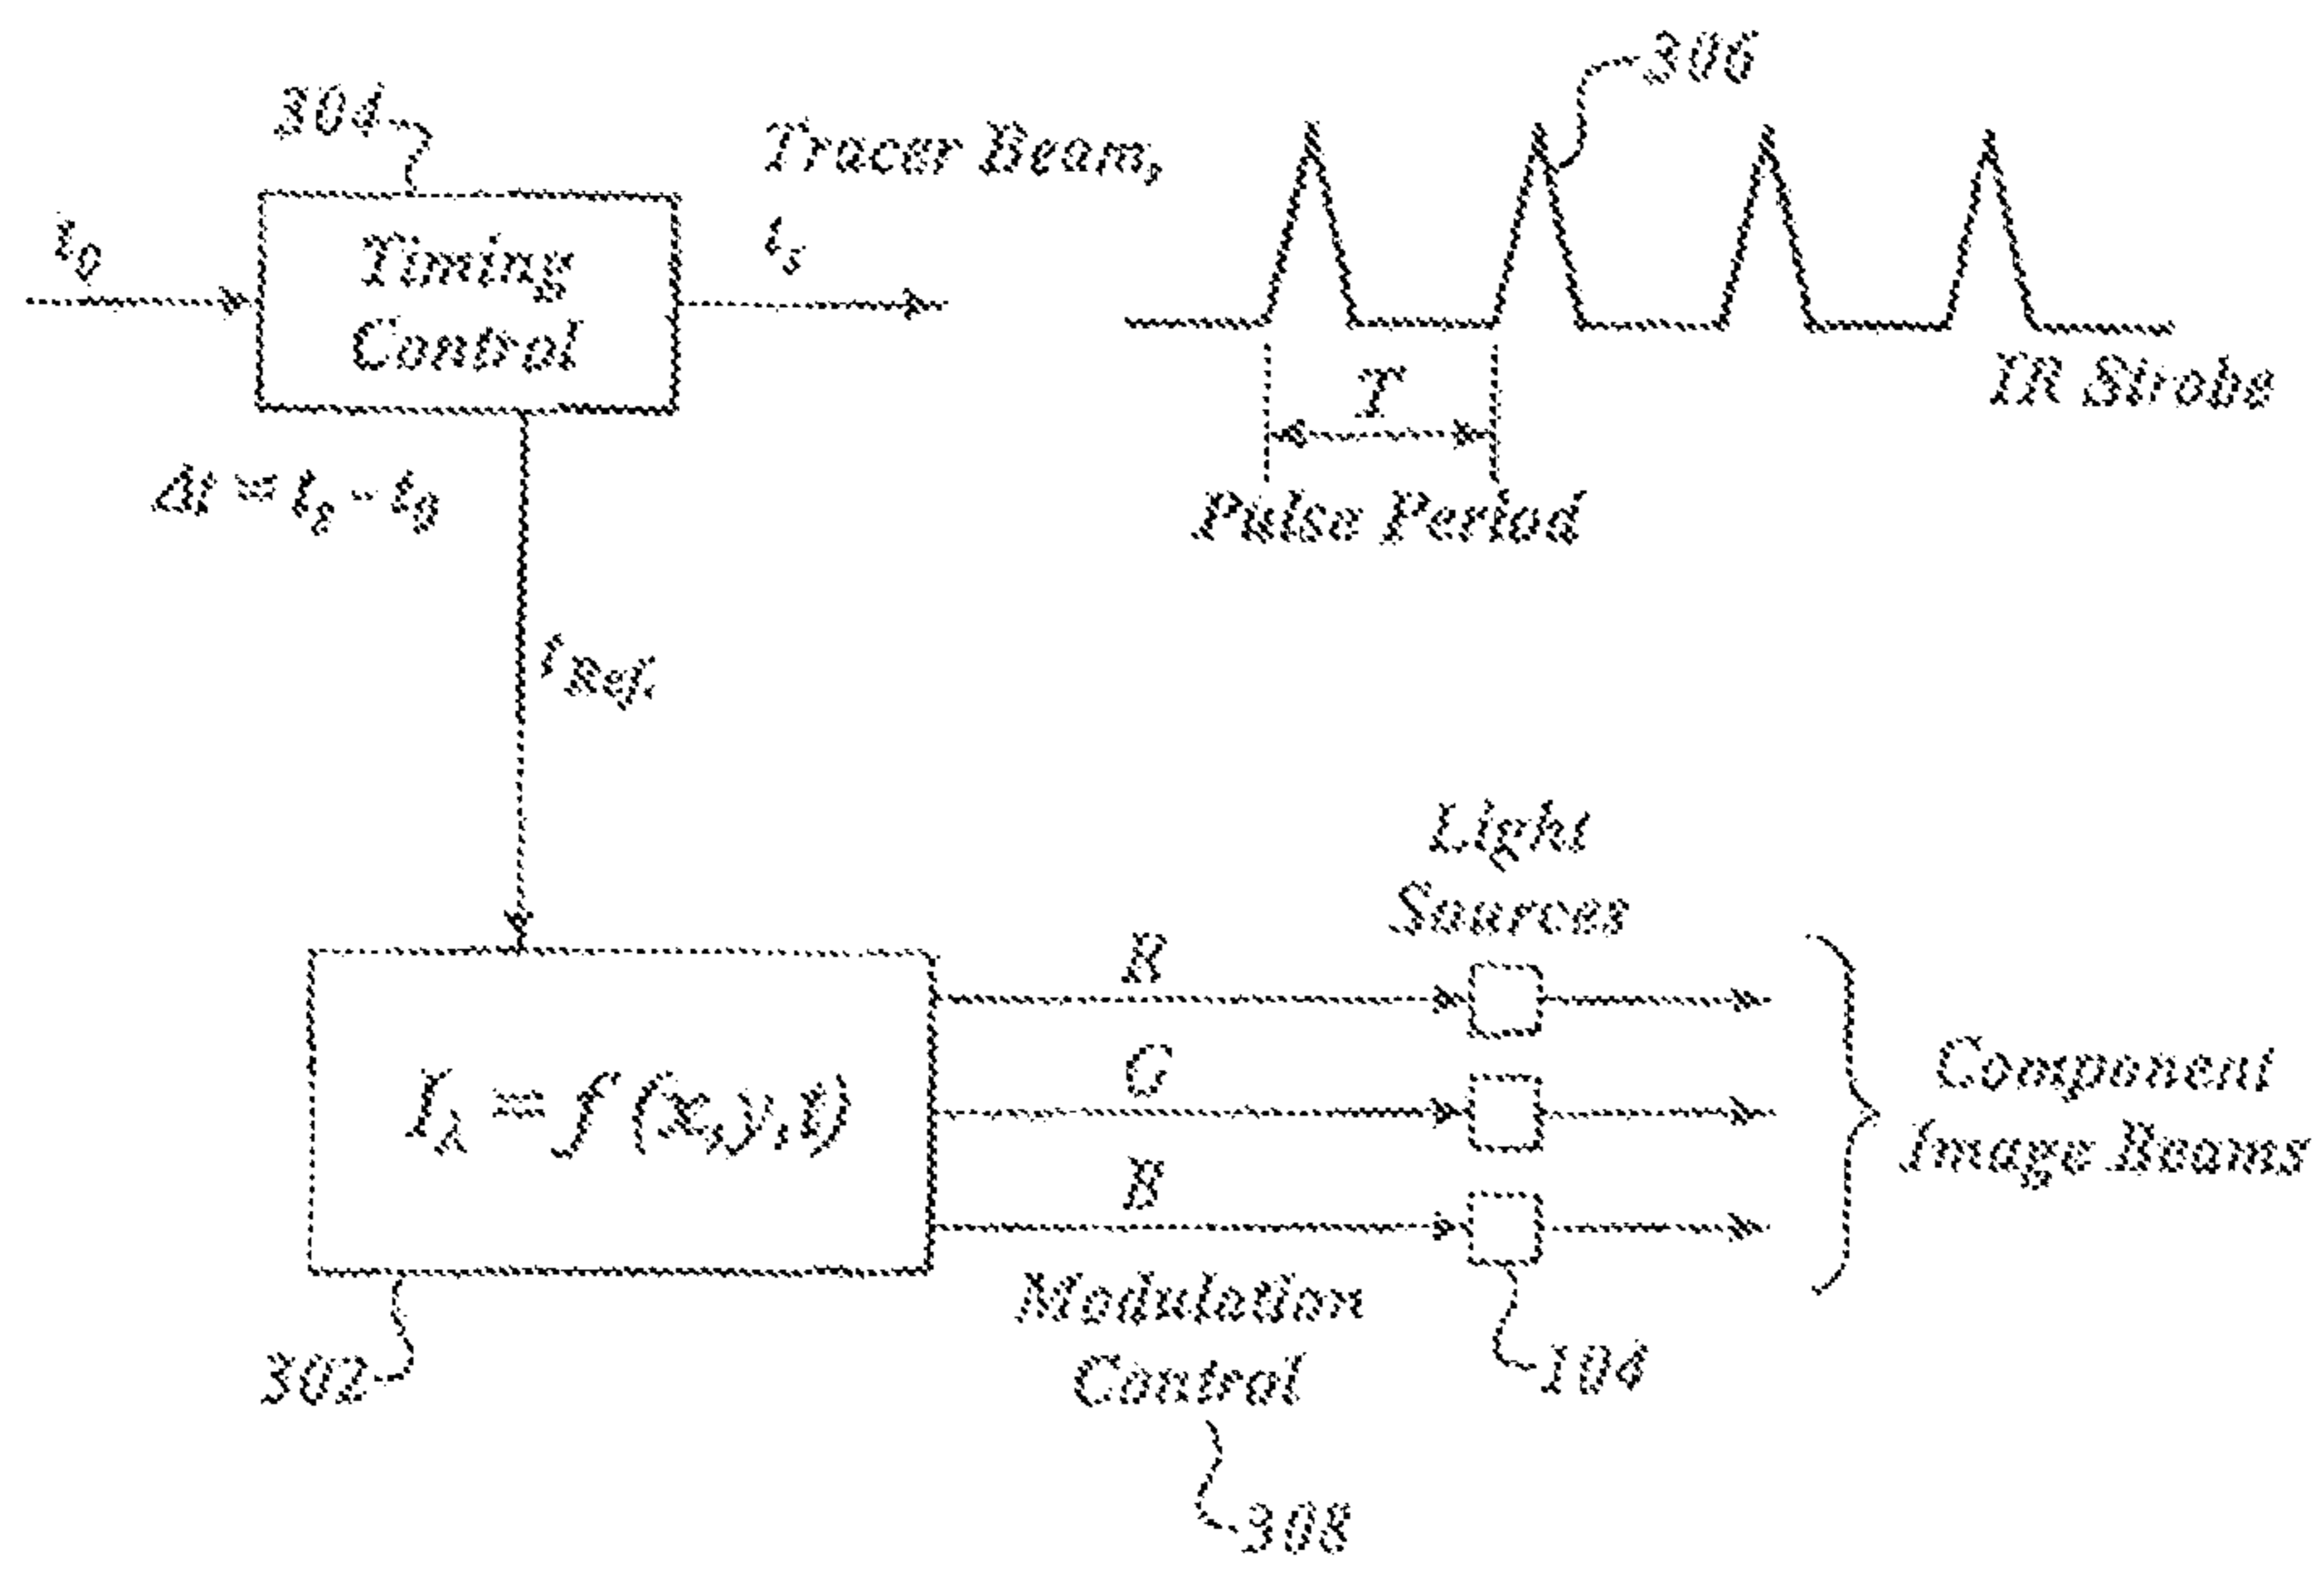 304
306
Tracer Beam,
t₀
tₛ
Timing
Control
IR Strobe
T
Δt = tₛ - t₀
Pulse Period
t Ref.
Light
Sources
R
G
B
Iλ = f (x,y,t)
Component
Image Beams
Modulation
Control
302
104
308